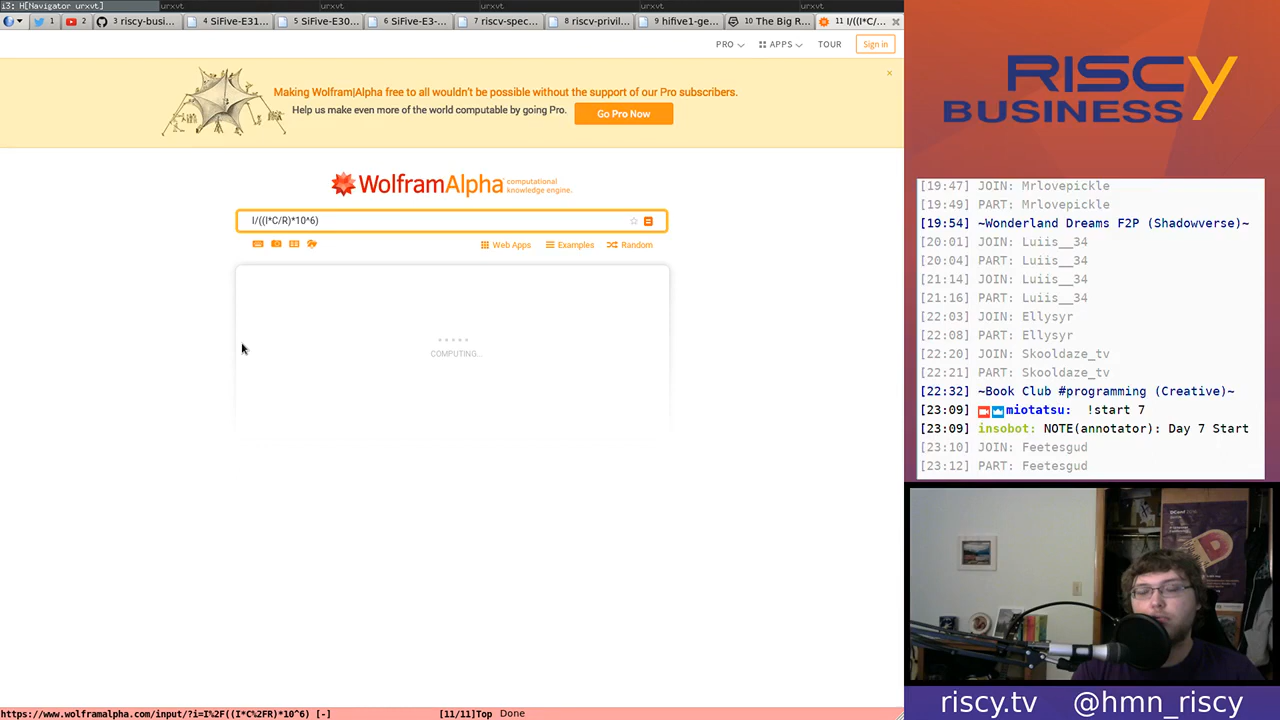 i3: H[Navigator urxvt]
urxvt
urxvt
urxvt
urxvt
1
2
3 riscy-busi...
4 SiFive-E31...
5 SiFive-E30...
6 SiFive-E3-...
7 riscv-spec...
8 riscv-privil...
9 hifive1-ge...
10 The Big R...
11 I/((I*C/...
PRO
APPS
TOUR
Sign in
Making Wolfram|Alpha free to all wouldn't be possible without the support of our Pro subscribers.
Help us make even more of the world computable by going Pro.
Go Pro Now
WolframAlpha computational knowledge engine.
I/((I*C/R)*10^6)
Web Apps
Examples
Random
COMPUTING...
https://www.wolframalpha.com/input/?i=I%2F((I*C%2FR)*10^6) [-]
[11/11]Top Done
RISCY
BUSINESS
[19:47] JOIN: Mrlovepickle
[19:49] PART: Mrlovepickle
[19:54] ~Wonderland Dreams F2P (Shadowverse)~
[20:01] JOIN: Luiis__34
[20:04] PART: Luiis__34
[21:14] JOIN: Luiis__34
[21:16] PART: Luiis__34
[22:03] JOIN: Ellysyr
[22:08] PART: Ellysyr
[22:20] JOIN: Skooldaze_tv
[22:21] PART: Skooldaze_tv
[22:32] ~Book Club #programming (Creative)~
[23:09] miotatsu: !start 7
[23:09] insobot: NOTE(annotator): Day 7 Start
[23:10] JOIN: Feetesgud
[23:12] PART: Feetesgud
riscy.tv @hmn_riscy